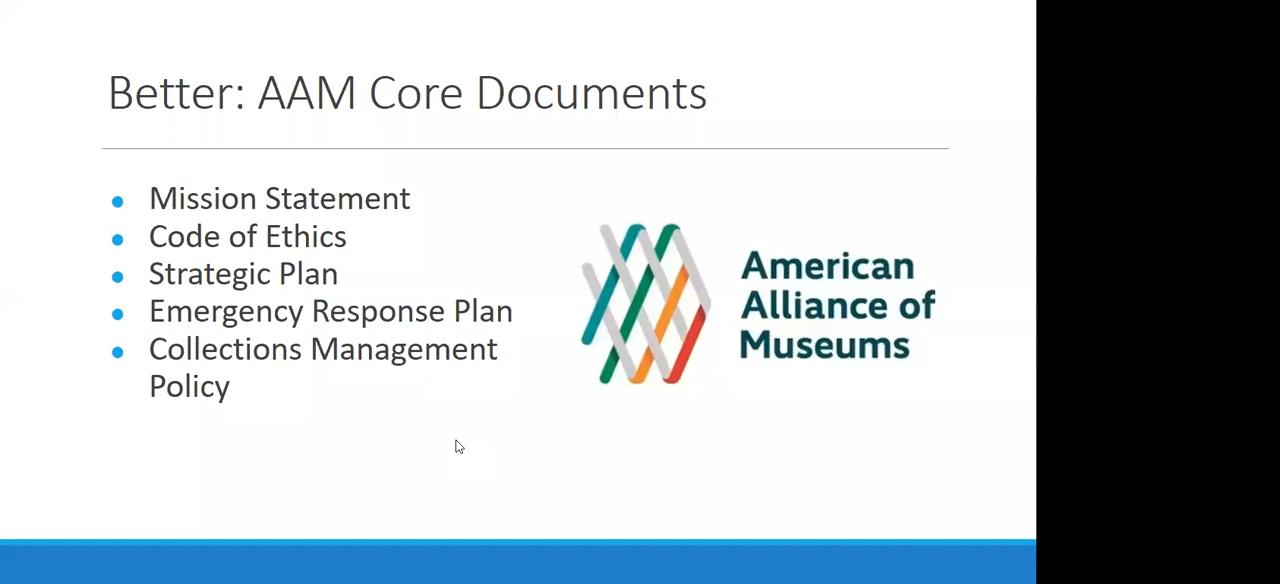 Better: AAM Core Documents
Mission Statement
Code of Ethics
Strategic Plan
Emergency Response Plan
Collections Management
Policy
American
Alliance of
Museums